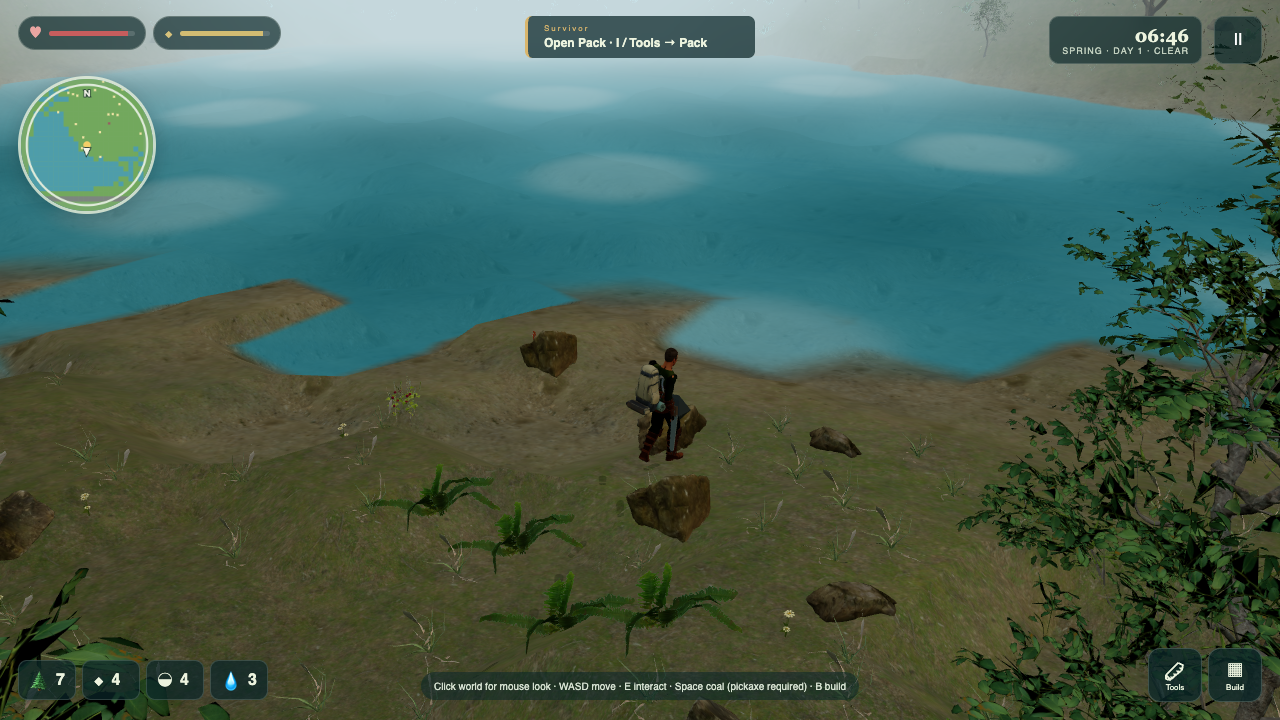 Survivor
Open Pack · I / Tools → Pack
06:46
SPRING · DAY 1 · CLEAR
N
7
4
4
3
Click world for mouse look · WASD move · E interact · Space coal (pickaxe required) · B build
Tools
Build